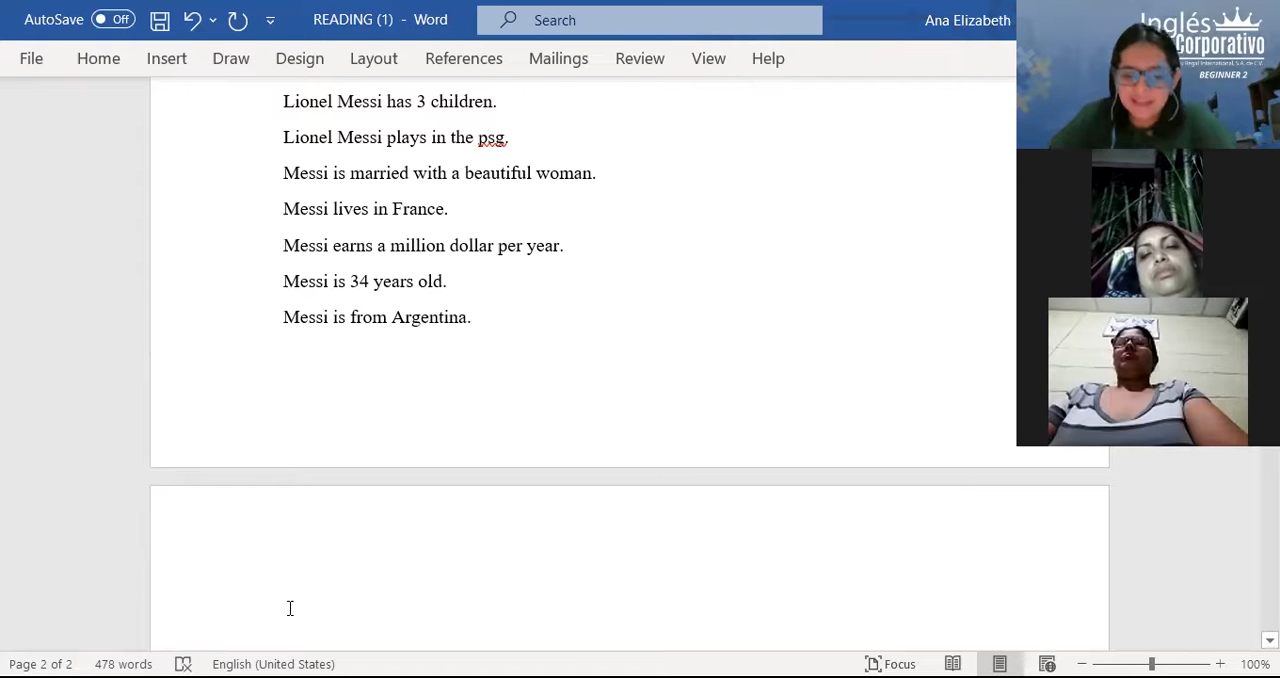 AutoSave Off READING (1) - Word Search Ana Elizabeth
File Home Insert Draw Design Layout References Mailings Review View Help
Inglés
Corporativo
Regal International, S.A. de C.V.
BEGINNER 2
Lionel Messi has 3 children.
Lionel Messi plays in the psg.
Messi is married with a beautiful woman.
Messi lives in France.
Messi earns a million dollar per year.
Messi is 34 years old.
Messi is from Argentina.
Page 2 of 2 478 words English (United States) Focus 100%